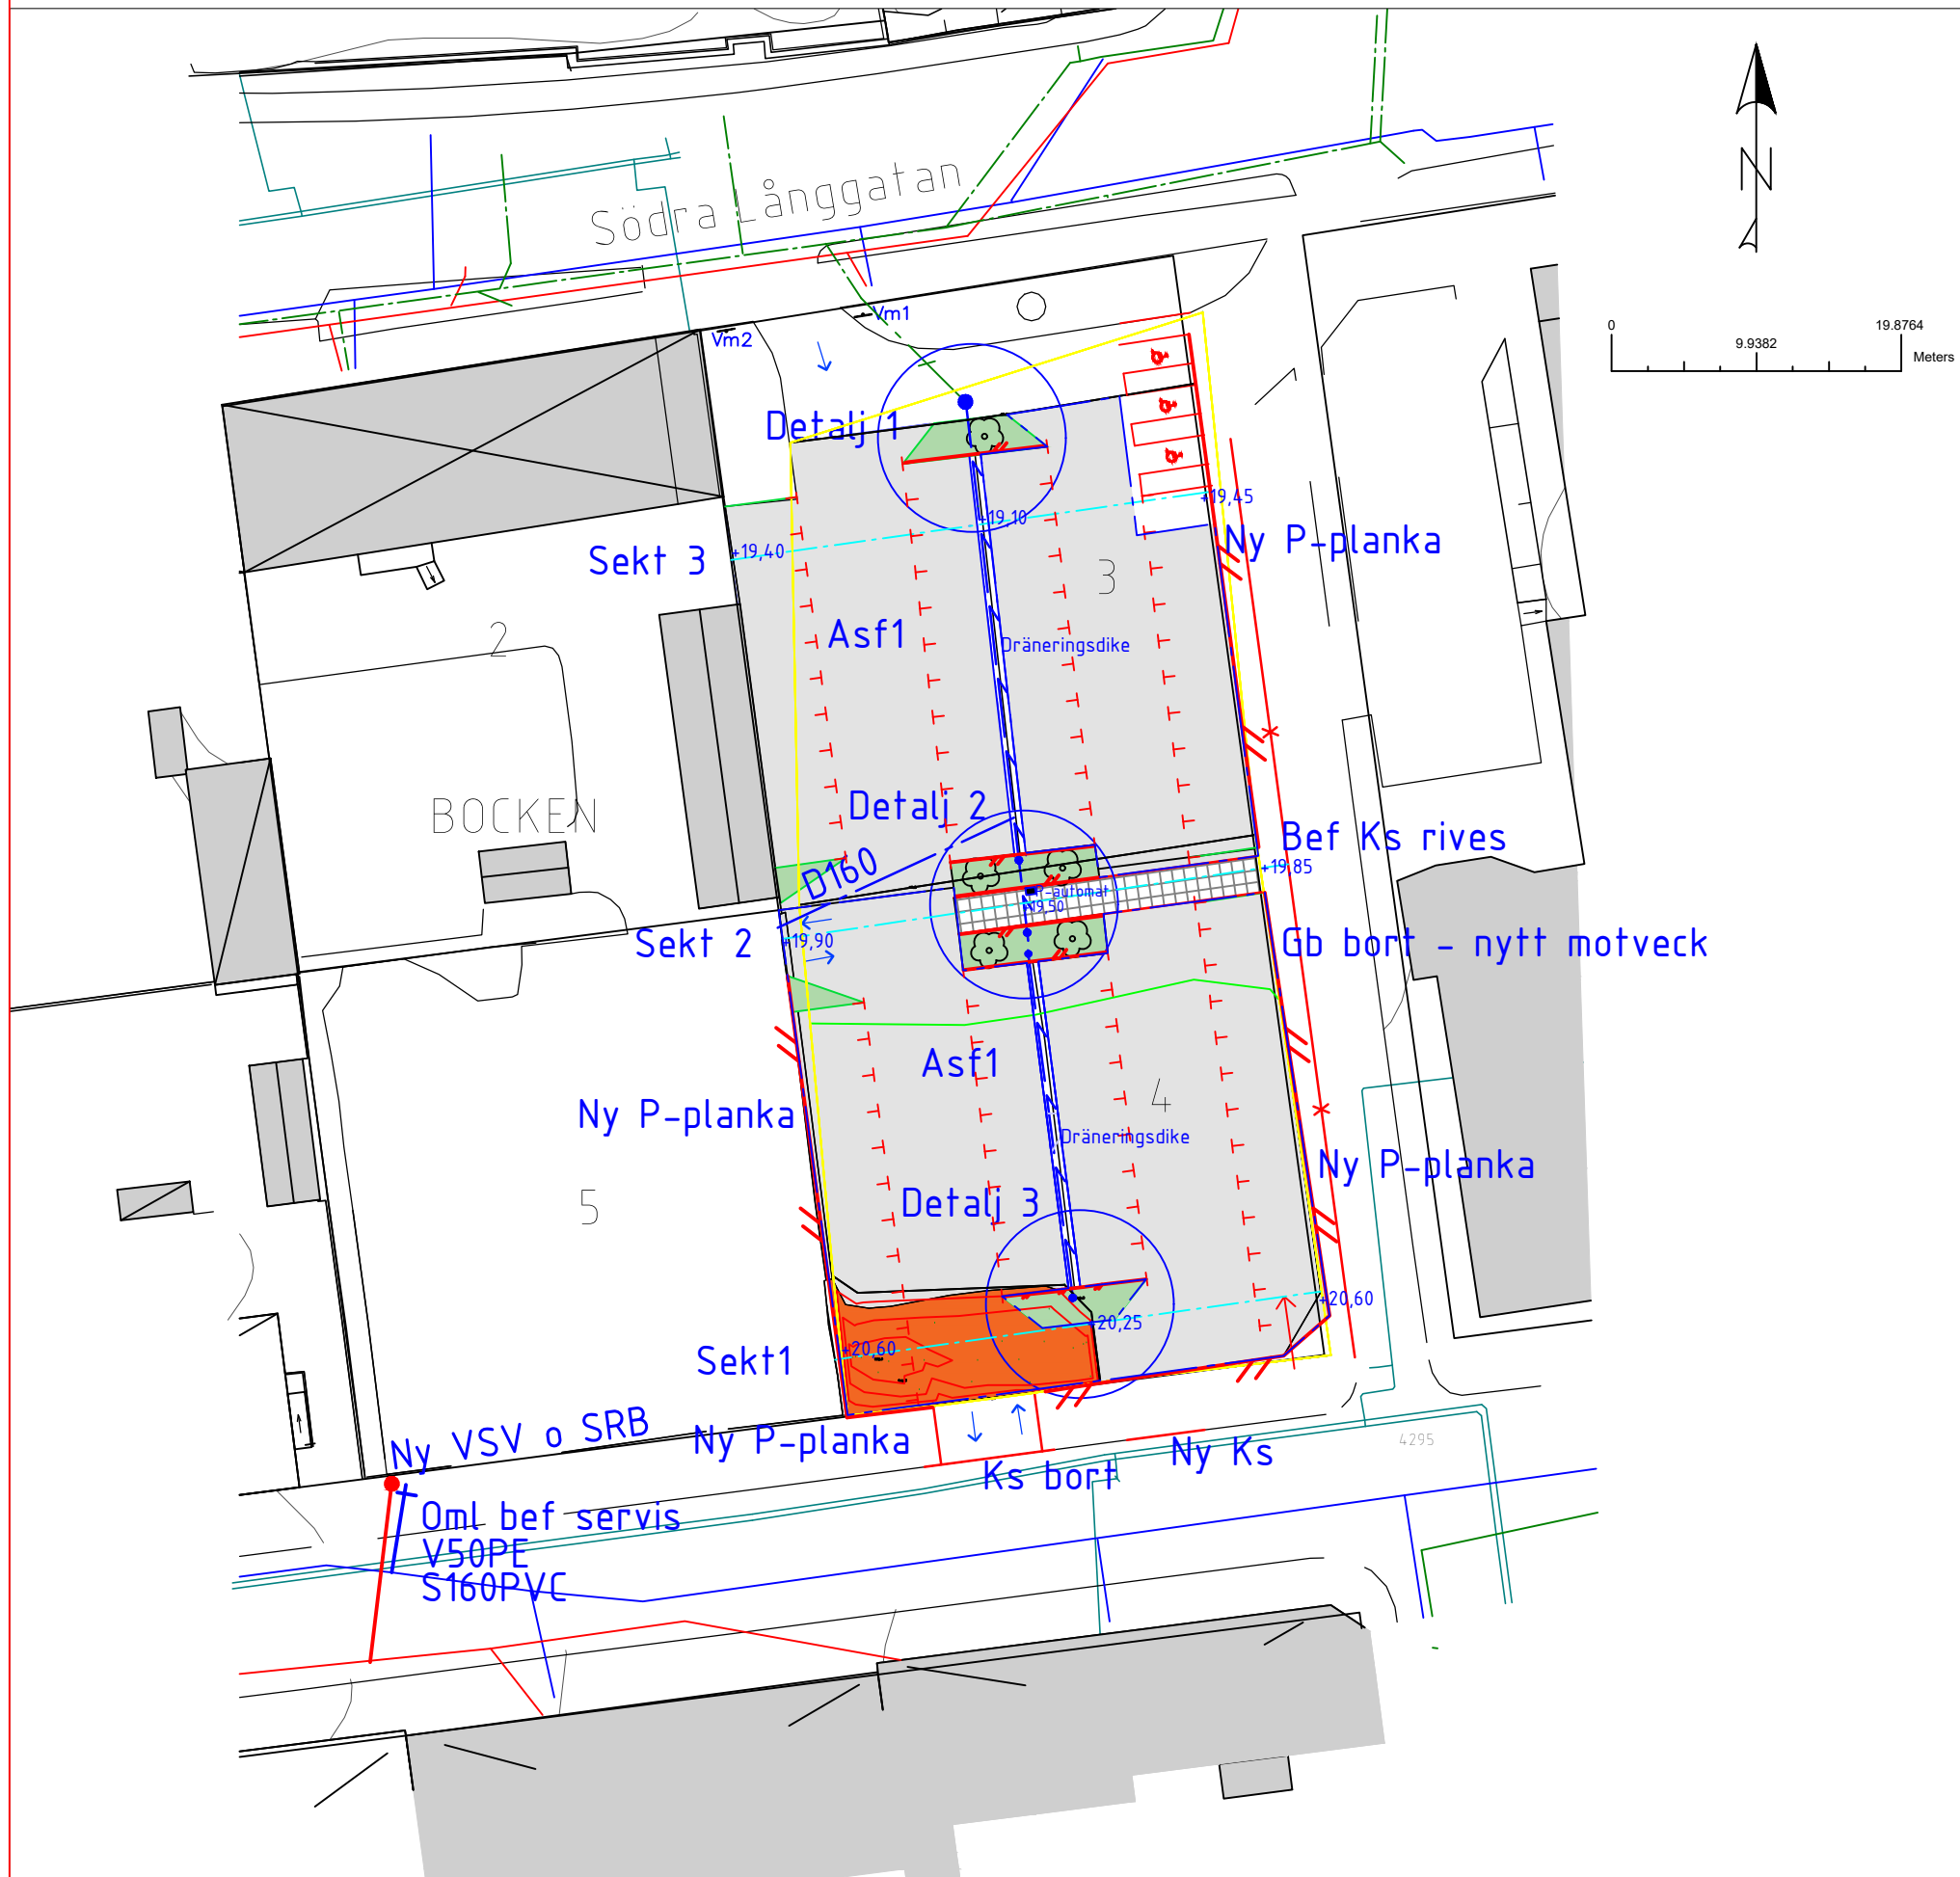 Södra Långgatan
N
0
19.8764
9.9382
Meters
Vm1
Vm2
Detalj 1
+19,45
+19,10
Ny P-planka
Sekt 3
+19,40
3
2
Asf1
Dräneringsdike
Detalj 2
BOCKEN
Bef Ks rives
D160
+19,85
P-automat
+19,50
Sekt 2
+19,90
Gb bort - nytt motveck
Asf1
4
Ny P-planka
Dräneringsdike
Ny P-planka
5
Detalj 3
+20,60
+20,25
+20,60
Sekt1
Ny VSV o SRB
Ny P-planka
Ny Ks
4295
Ks bort
Oml bef servis
V50PE
S160PVC